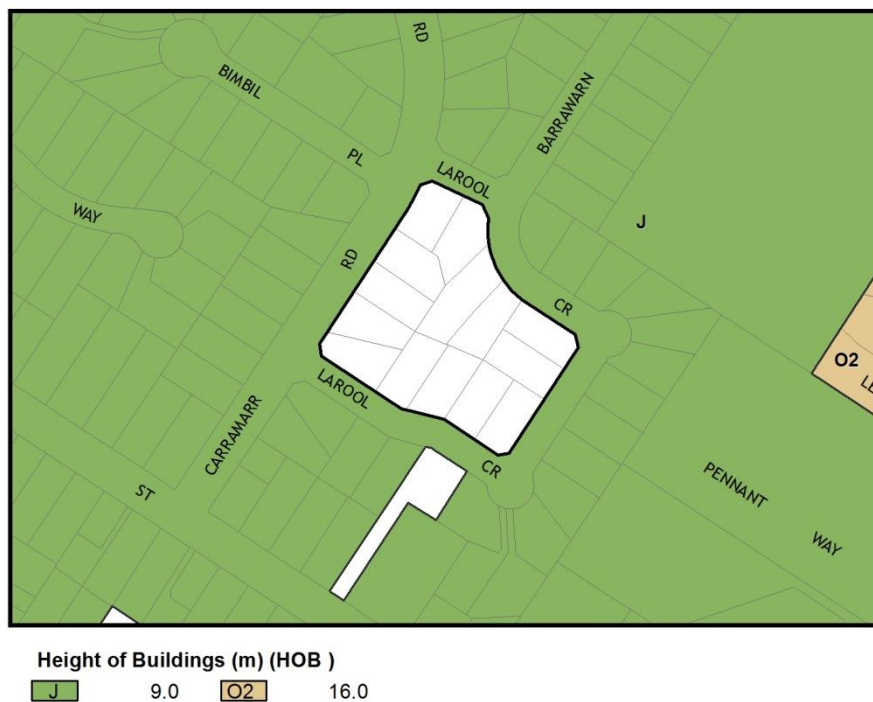 RD
BIMBIL
PL
BARRAWARN
LAROOL
WAY
J
RD
CR
O2
LE
LAROOL
CARRAMARR
CR
ST
PENNANT
WAY
Height of Buildings (m) (HOB )
J 9.0 O2 16.0